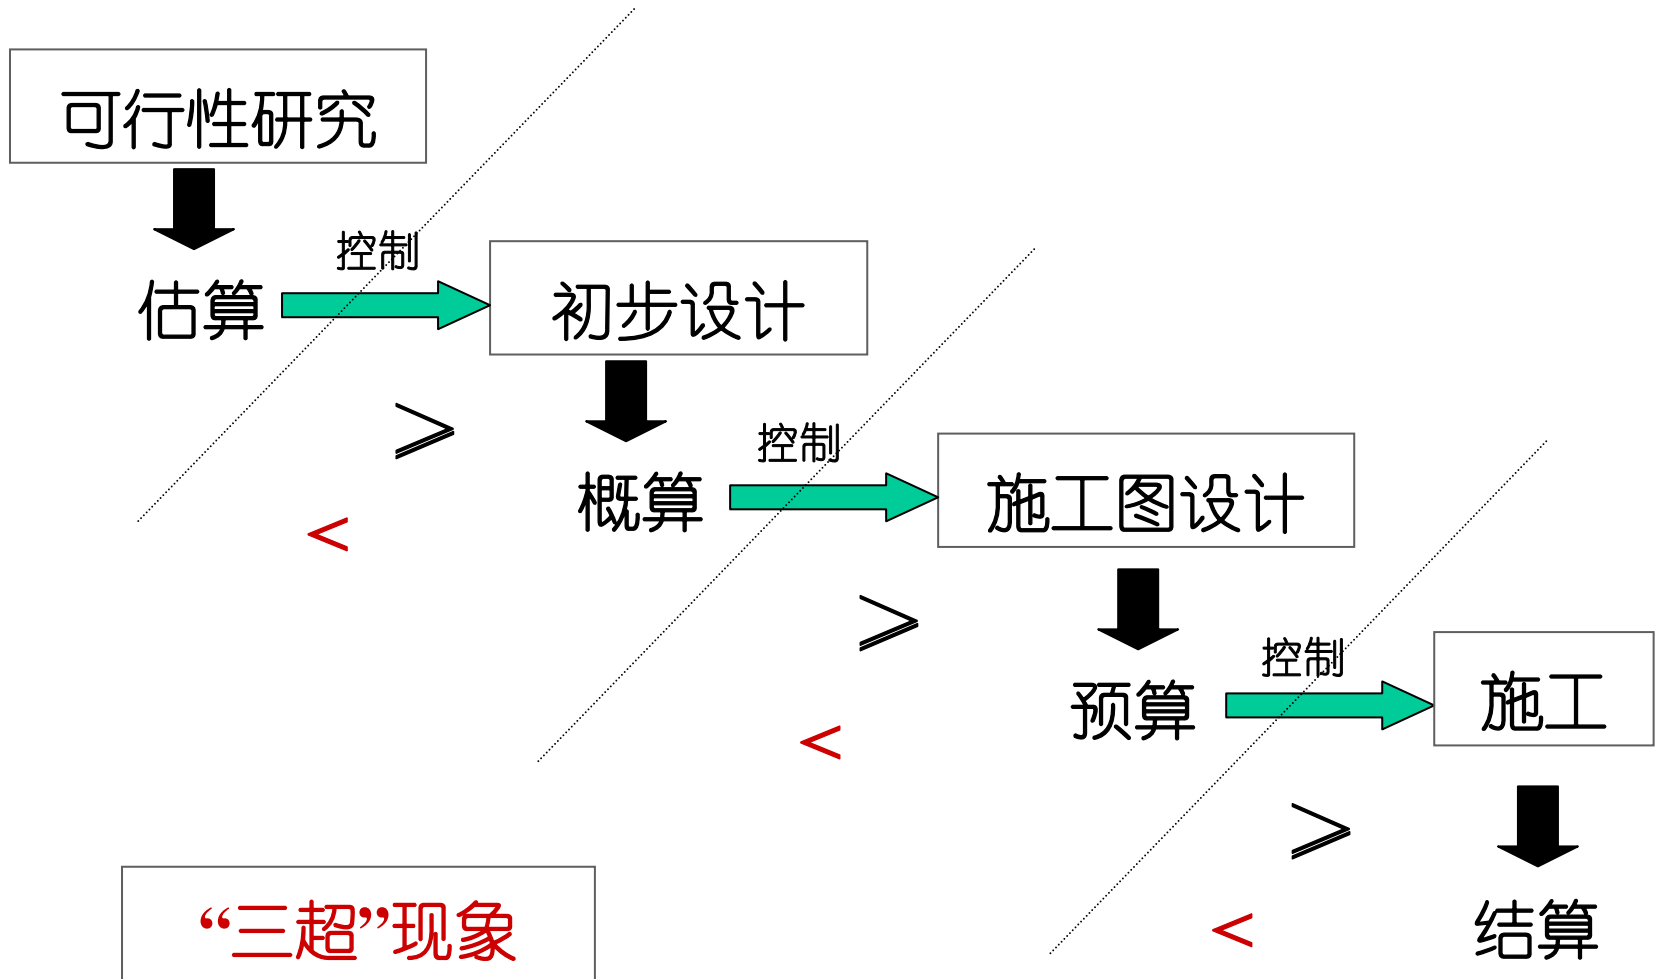 可行性研究
控制
估算
初步设计
⩾
控制
概算
施工图设计
<
⩾
控制
预算
施工
<
⩾
结算
<
“三超”现象